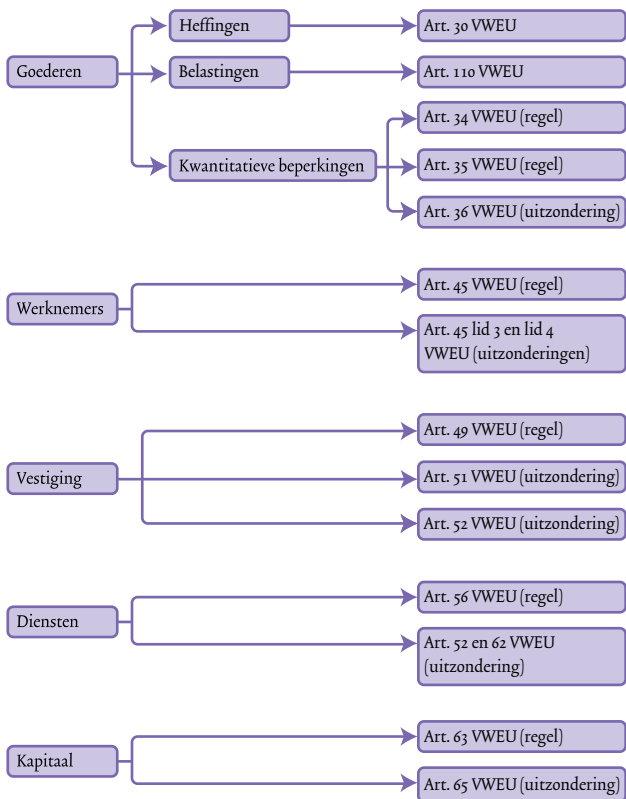 Goederen
Heffingen
Art. 30 VWEU
Belastingen
Art. 110 VWEU
Kwantitatieve beperkingen
Art. 34 VWEU (regel)
Art. 35 VWEU (regel)
Art. 36 VWEU (uitzondering)
Werknemers
Art. 45 VWEU (regel)
Art. 45 lid 3 en lid 4
VWEU (uitzonderingen)
Vestiging
Art. 49 VWEU (regel)
Art. 51 VWEU (uitzondering)
Art. 52 VWEU (uitzondering)
Diensten
Art. 56 VWEU (regel)
Art. 52 en 62 VWEU
(uitzondering)
Kapitaal
Art. 63 VWEU (regel)
Art. 65 VWEU (uitzondering)